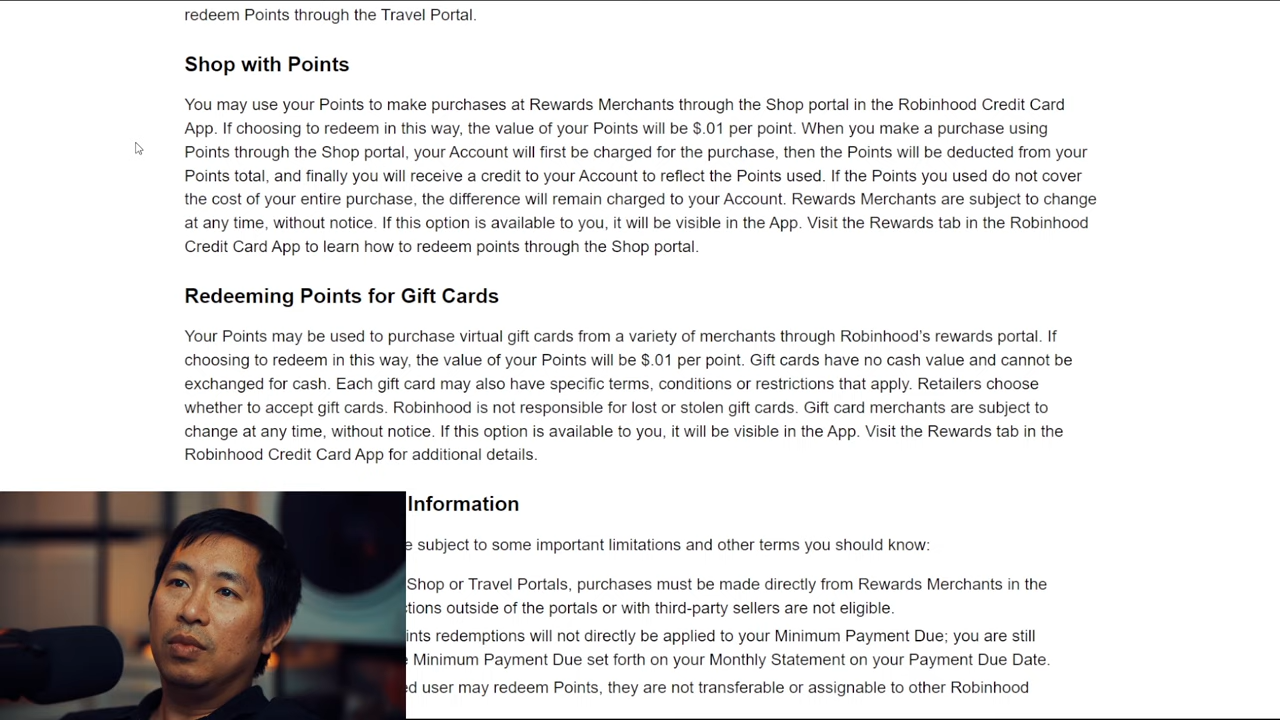 redeem Points through the Travel Portal.
Shop with Points
You may use your Points to make purchases at Rewards Merchants through the Shop portal in the Robinhood Credit Card
App. If choosing to redeem in this way, the value of your Points will be $.01 per point. When you make a purchase using
Points through the Shop portal, your Account will first be charged for the purchase, then the Points will be deducted from your
Points total, and finally you will receive a credit to your Account to reflect the Points used. If the Points you used do not cover
the cost of your entire purchase, the difference will remain charged to your Account. Rewards Merchants are subject to change
at any time, without notice. If this option is available to you, it will be visible in the App. Visit the Rewards tab in the Robinhood
Credit Card App to learn how to redeem points through the Shop portal.
Redeeming Points for Gift Cards
Your Points may be used to purchase virtual gift cards from a variety of merchants through Robinhood’s rewards portal. If
choosing to redeem in this way, the value of your Points will be $.01 per point. Gift cards have no cash value and cannot be
exchanged for cash. Each gift card may also have specific terms, conditions or restrictions that apply. Retailers choose
whether to accept gift cards. Robinhood is not responsible for lost or stolen gift cards. Gift card merchants are subject to
change at any time, without notice. If this option is available to you, it will be visible in the App. Visit the Rewards tab in the
Robinhood Credit Card App for additional details.
Information
subject to some important limitations and other terms you should know:
Shop or Travel Portals, purchases must be made directly from Rewards Merchants in the
outside of the portals or with third-party sellers are not eligible.
redemptions will not directly be applied to your Minimum Payment Due; you are still
Minimum Payment Due set forth on your Monthly Statement on your Payment Due Date.
user may redeem Points, they are not transferable or assignable to other Robinhood